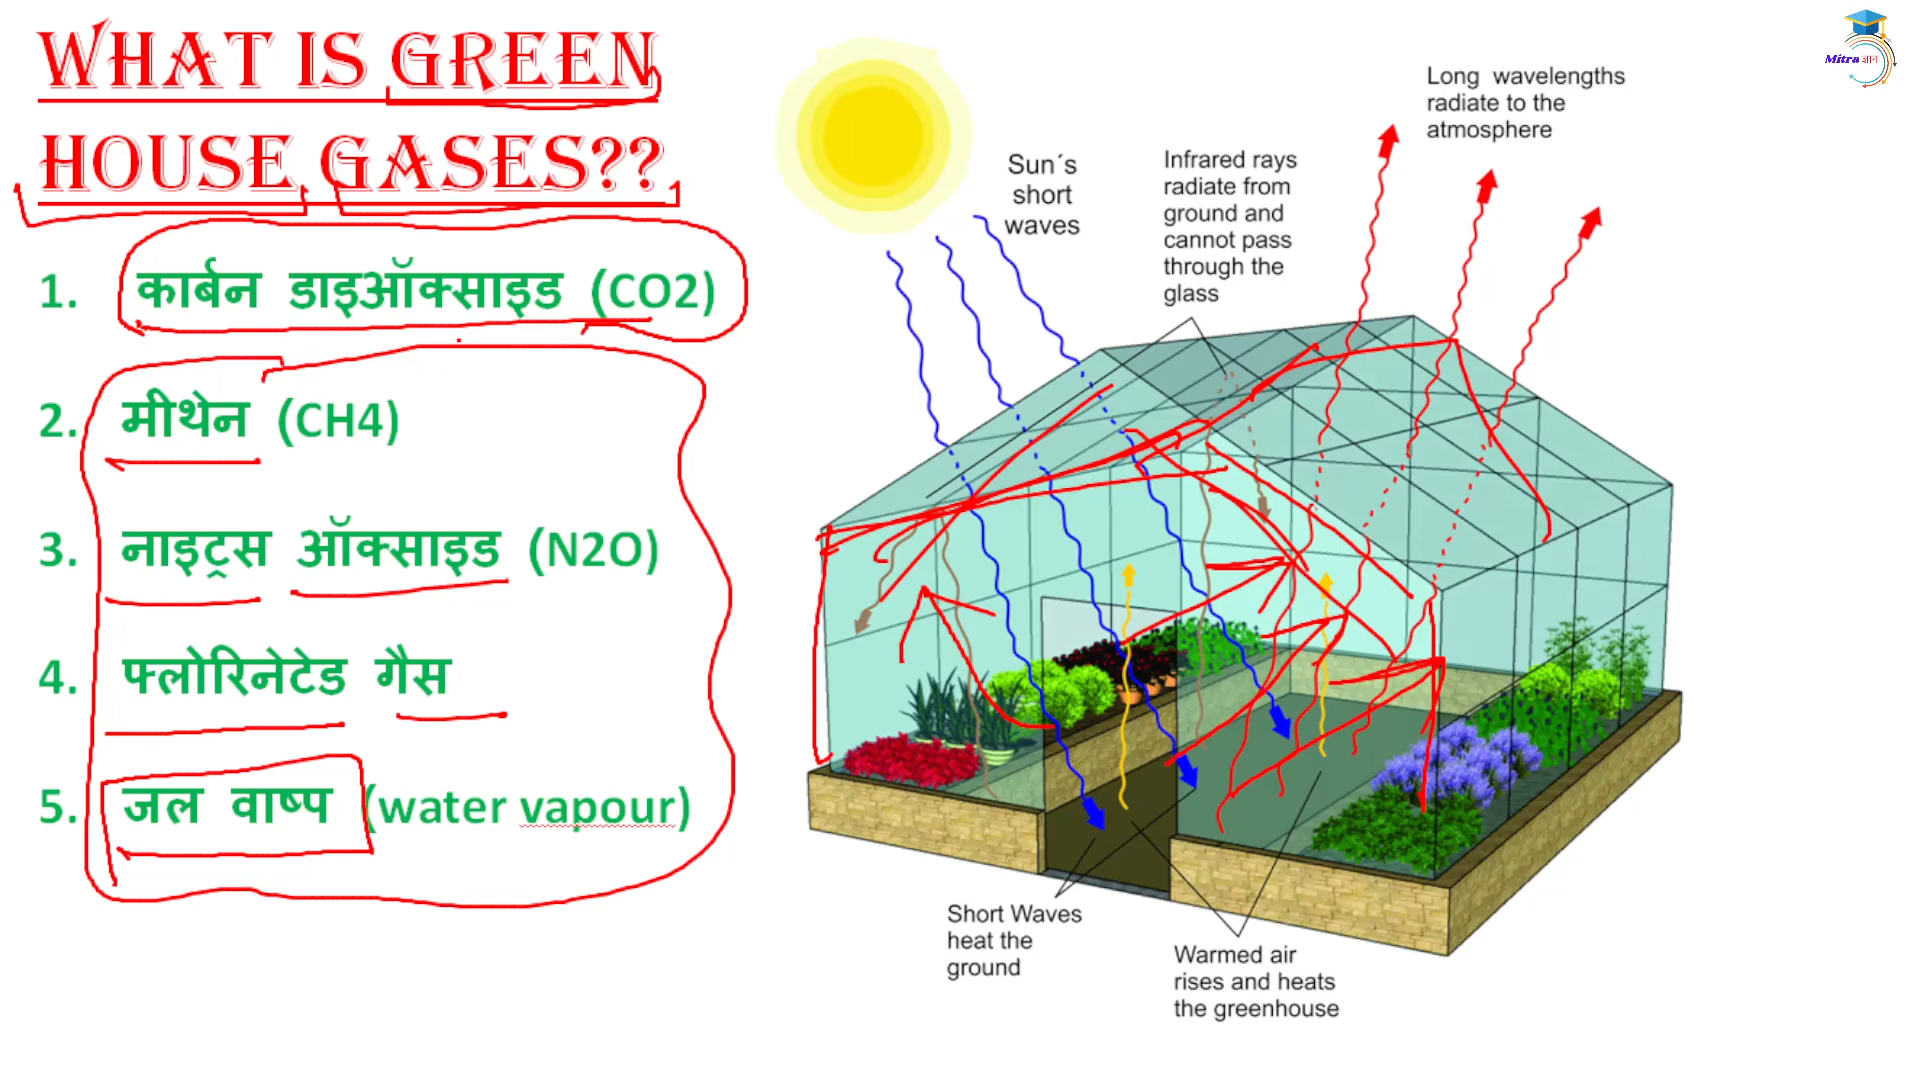 WHAT IS GREEN
HOUSE GASES??
1. कार्बन डाइऑक्साइड (CO2)
2. मीथेन (CH4)
3. नाइट्रस ऑक्साइड (N2O)
4. फ्लोरिनेटेड गैस
5. जल वाष्प (water vapour)
Sun´s
short
waves
Infrared rays
radiate from
ground and
cannot pass
through the
glass
Long wavelengths
radiate to the
atmosphere
Short Waves
heat the
ground
Warmed air
rises and heats
the greenhouse
Mitra ज्ञान